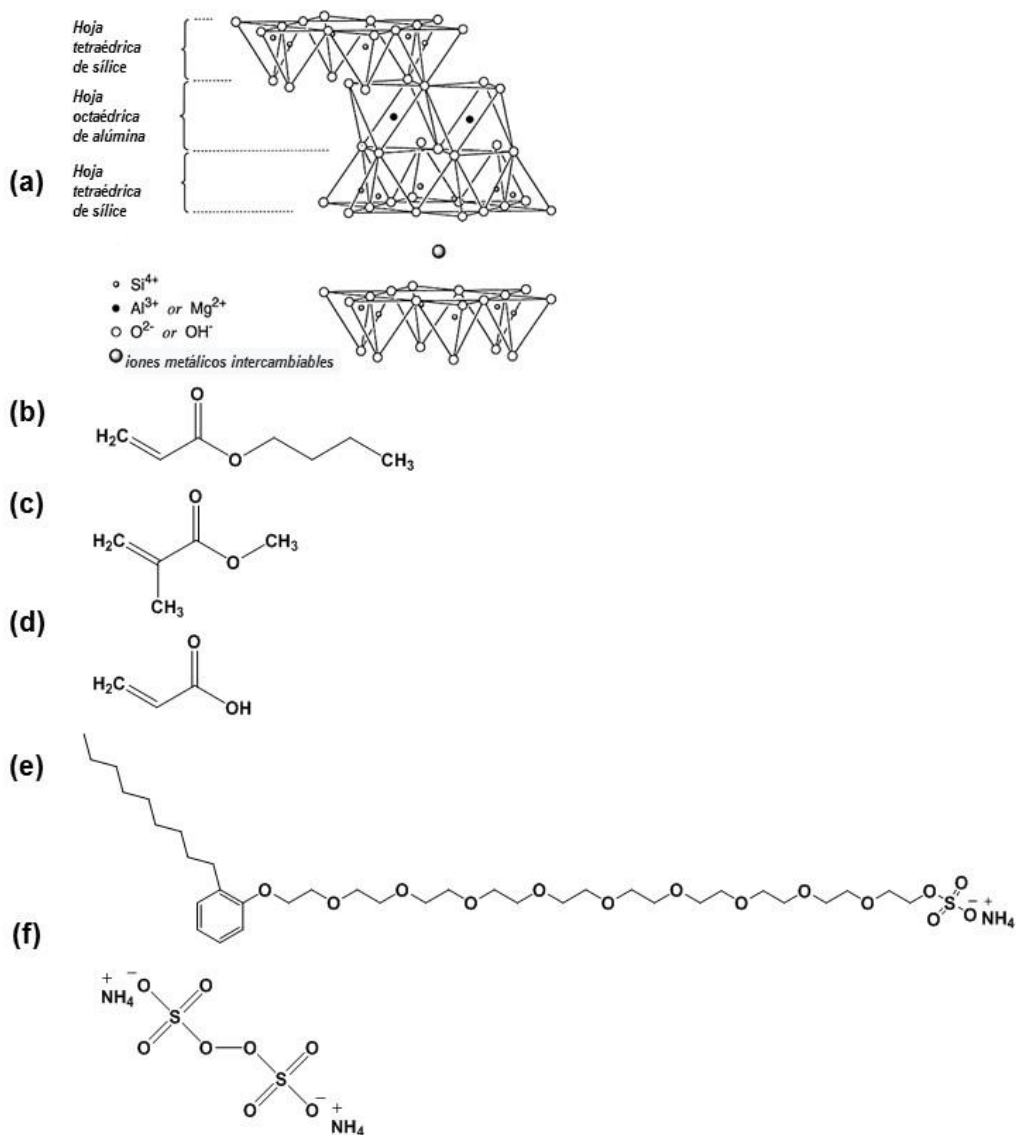 Hoja
tetraédrica
de sílice
Hoja
octaédrica
de alúmina
(a)
Hoja
tetraédrica
de sílice
Si4+
Al3+ or Mg2+
O2- or OH-
iones metálicos intercambiables
(b)
O
H2C
O
CH3
(c)
O
H2C
O
CH3
CH3
(d)
O
H2C
OH
(e)
O O O O O O O O O O O
O S O − +
O NH4
(f)
+ −
NH4 O O
S
O O O O
S
O O − +
NH4